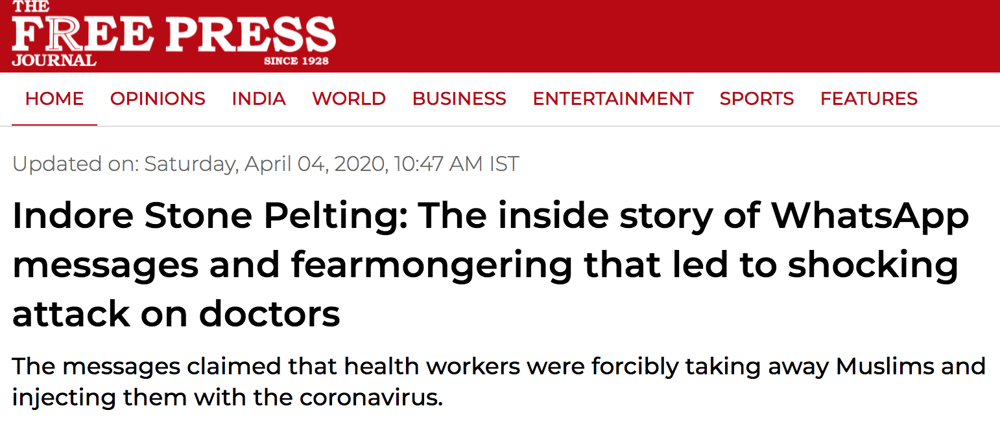 THE
FREE PRESS
JOURNAL
SINCE 1928
HOME OPINIONS INDIA WORLD BUSINESS ENTERTAINMENT SPORTS FEATURES
Updated on: Saturday, April 04, 2020, 10:47 AM IST
Indore Stone Pelting: The inside story of WhatsApp
messages and fearmongering that led to shocking
attack on doctors
The messages claimed that health workers were forcibly taking away Muslims and
injecting them with the coronavirus.